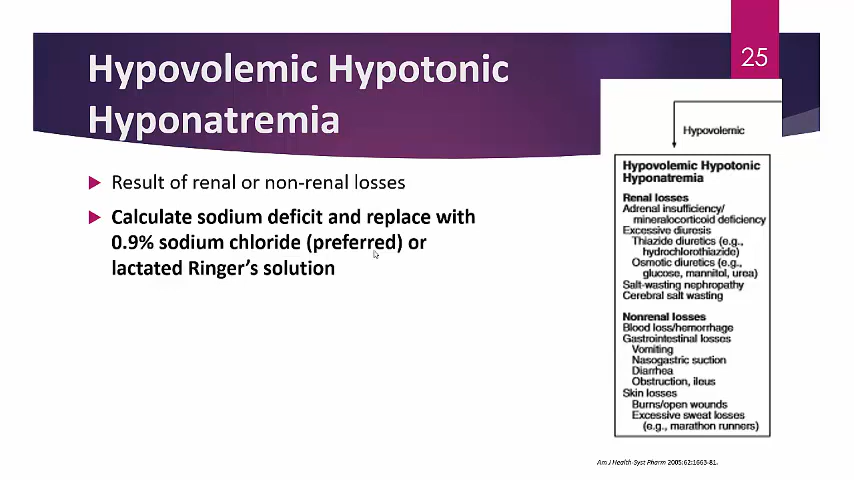 25
Hypovolemic Hypotonic
Hyponatremia
Result of renal or non-renal losses
Calculate sodium deficit and replace with
0.9% sodium chloride (preferred) or
lactated Ringer's solution
Hypovolemic
Hypovolemic Hypotonic
Hyponatremia
Renal losses
Adrenal insufficiency/
mineralocorticoid deficiency
Excessive diuresis
Thiazide diuretics (e.g.,
hydrochlorothiazide)
Osmotic diuretics (e.g.,
glucose, mannitol, urea)
Salt-wasting nephropathy
Cerebral salt wasting
Nonrenal losses
Blood loss/hemorrhage
Gastrointestinal losses
Vomiting
Nasogastric suction
Diarrhea
Obstruction, ileus
Skin losses
Burns/open wounds
Excessive sweat losses
(e.g., marathon runners)
Am J Health-Syst Pharm 2005;62:1663-81.